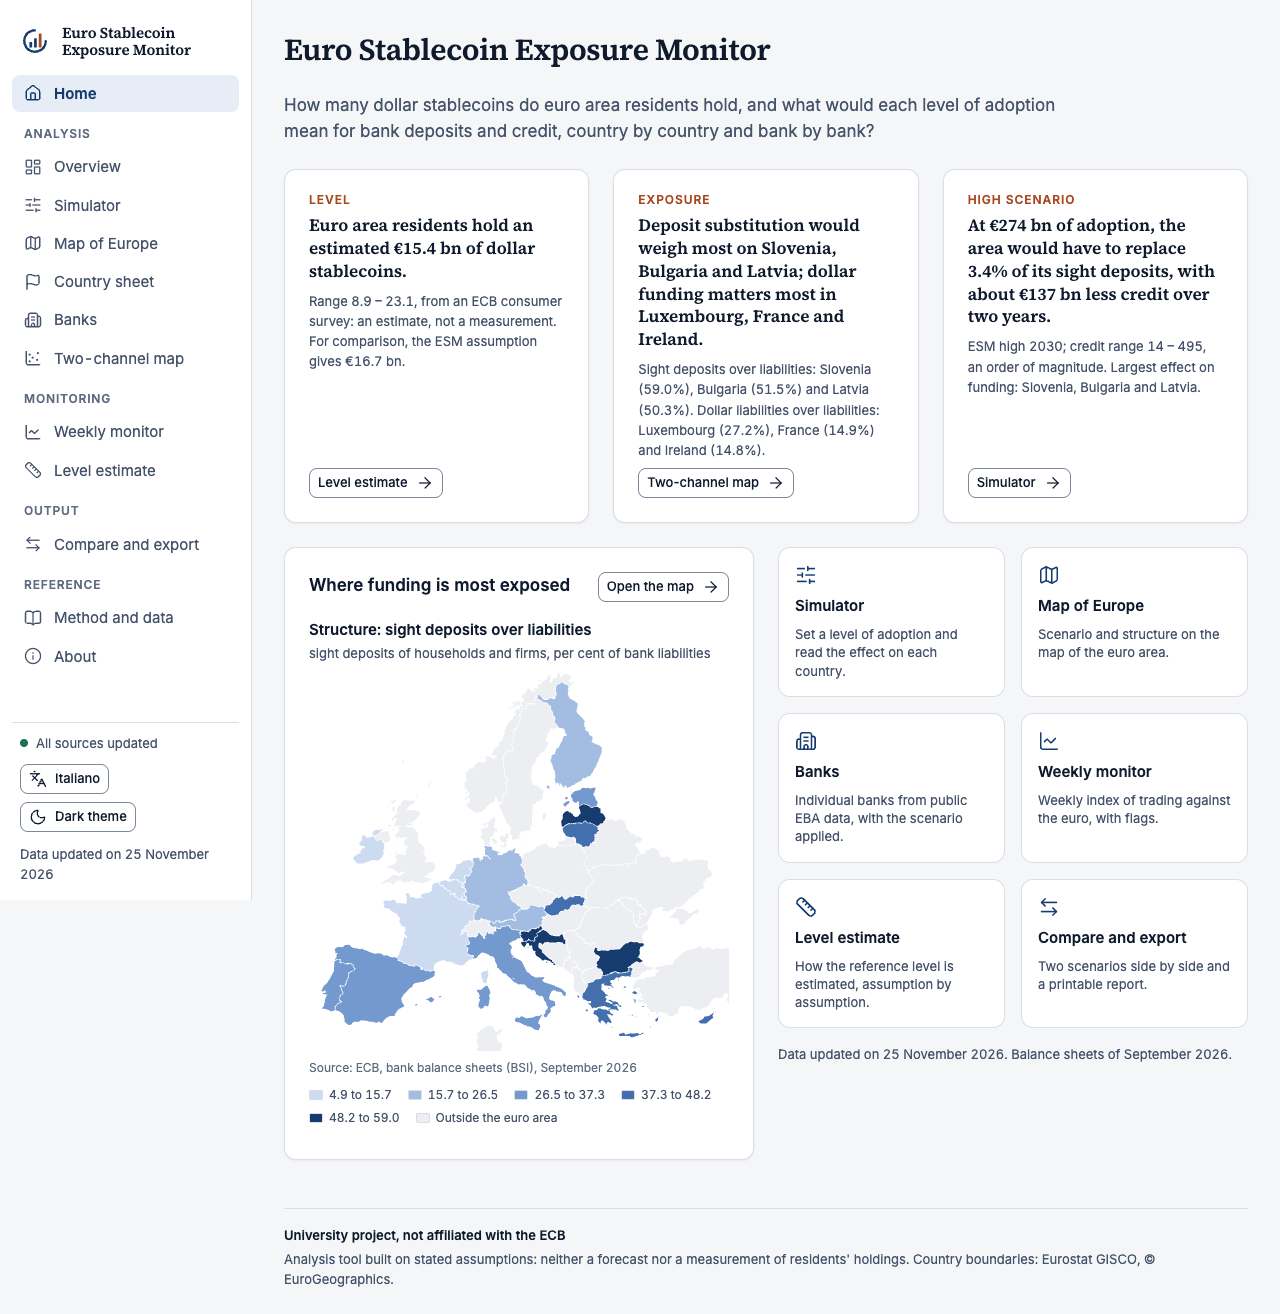 Euro Stablecoin
Exposure Monitor
Home
ANALYSIS
Overview
Simulator
Map of Europe
Country sheet
Banks
Two-channel map
MONITORING
Weekly monitor
Level estimate
OUTPUT
Compare and export
REFERENCE
Method and data
About
All sources updated
Italiano
Dark theme
Data updated on 25 November
2026
Euro Stablecoin Exposure Monitor
How many dollar stablecoins do euro area residents hold, and what would each level of adoption
mean for bank deposits and credit, country by country and bank by bank?
LEVEL
Euro area residents hold an
estimated €15.4 bn of dollar
stablecoins.
Range 8.9 – 23.1, from an ECB consumer
survey: an estimate, not a measurement.
For comparison, the ESM assumption
gives €16.7 bn.
Level estimate
EXPOSURE
Deposit substitution would
weigh most on Slovenia,
Bulgaria and Latvia; dollar
funding matters most in
Luxembourg, France and
Ireland.
Sight deposits over liabilities: Slovenia
(59.0%), Bulgaria (51.5%) and Latvia
(50.3%). Dollar liabilities over liabilities:
Luxembourg (27.2%), France (14.9%)
and Ireland (14.8%).
Two-channel map
HIGH SCENARIO
At €274 bn of adoption, the
area would have to replace
3.4% of its sight deposits, with
about €137 bn less credit over
two years.
ESM high 2030; credit range 14 – 495,
an order of magnitude. Largest effect on
funding: Slovenia, Bulgaria and Latvia.
Simulator
Where funding is most exposed
Open the map
Structure: sight deposits over liabilities
sight deposits of households and firms, per cent of bank liabilities
Source: ECB, bank balance sheets (BSI), September 2026
4.9 to 15.7
15.7 to 26.5
26.5 to 37.3
37.3 to 48.2
48.2 to 59.0
Outside the euro area
Simulator
Set a level of adoption and
read the effect on each
country.
Map of Europe
Scenario and structure on the
map of the euro area.
Banks
Individual banks from public
EBA data, with the scenario
applied.
Weekly monitor
Weekly index of trading against
the euro, with flags.
Level estimate
How the reference level is
estimated, assumption by
assumption.
Compare and export
Two scenarios side by side and
a printable report.
Data updated on 25 November 2026. Balance sheets of September 2026.
University project, not affiliated with the ECB
Analysis tool built on stated assumptions: neither a forecast nor a measurement of residents' holdings. Country boundaries: Eurostat GISCO, ©
EuroGeographics.